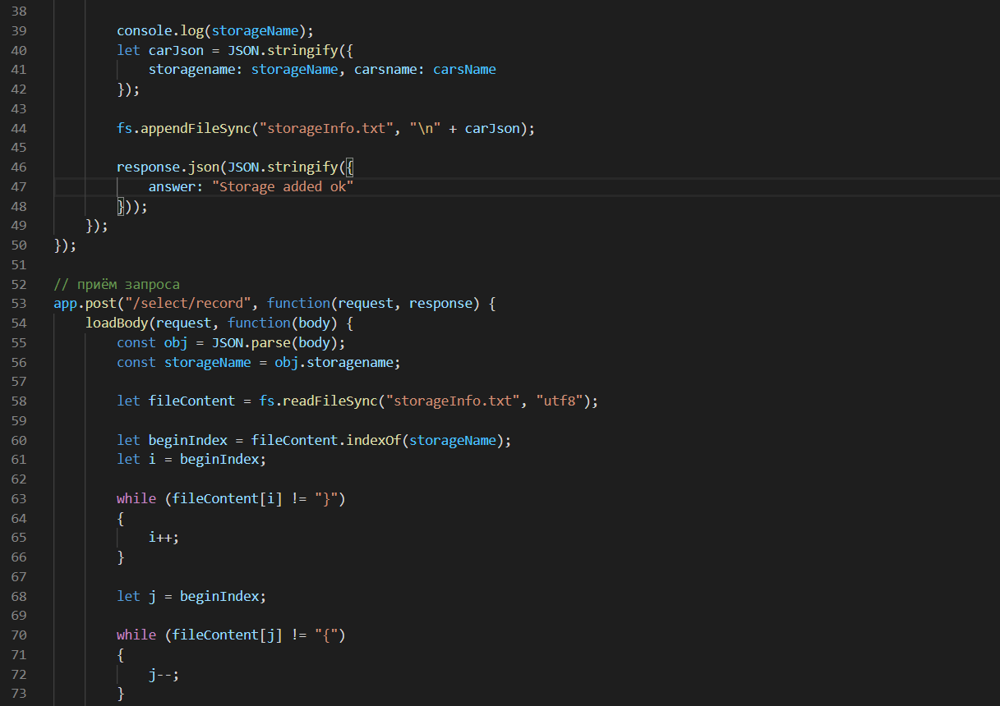 38
39 console.log(storageName);
40 let carJson = JSON.stringify({
41 storagename: storageName, carsname: carsName
42 });
43
44 fs.appendFileSync("storageInfo.txt", "\n" + carJson);
45
46 response.json(JSON.stringify({
47 answer: "Storage added ok"
48 }));
49 });
50 });
51
52 // приём запроса
53 app.post("/select/record", function(request, response) {
54 loadBody(request, function(body) {
55 const obj = JSON.parse(body);
56 const storageName = obj.storagename;
57
58 let fileContent = fs.readFileSync("storageInfo.txt", "utf8");
59
60 let beginIndex = fileContent.indexOf(storageName);
61 let i = beginIndex;
62
63 while (fileContent[i] != "}")
64 {
65 i++;
66 }
67
68 let j = beginIndex;
69
70 while (fileContent[j] != "{")
71 {
72 j--;
73 }